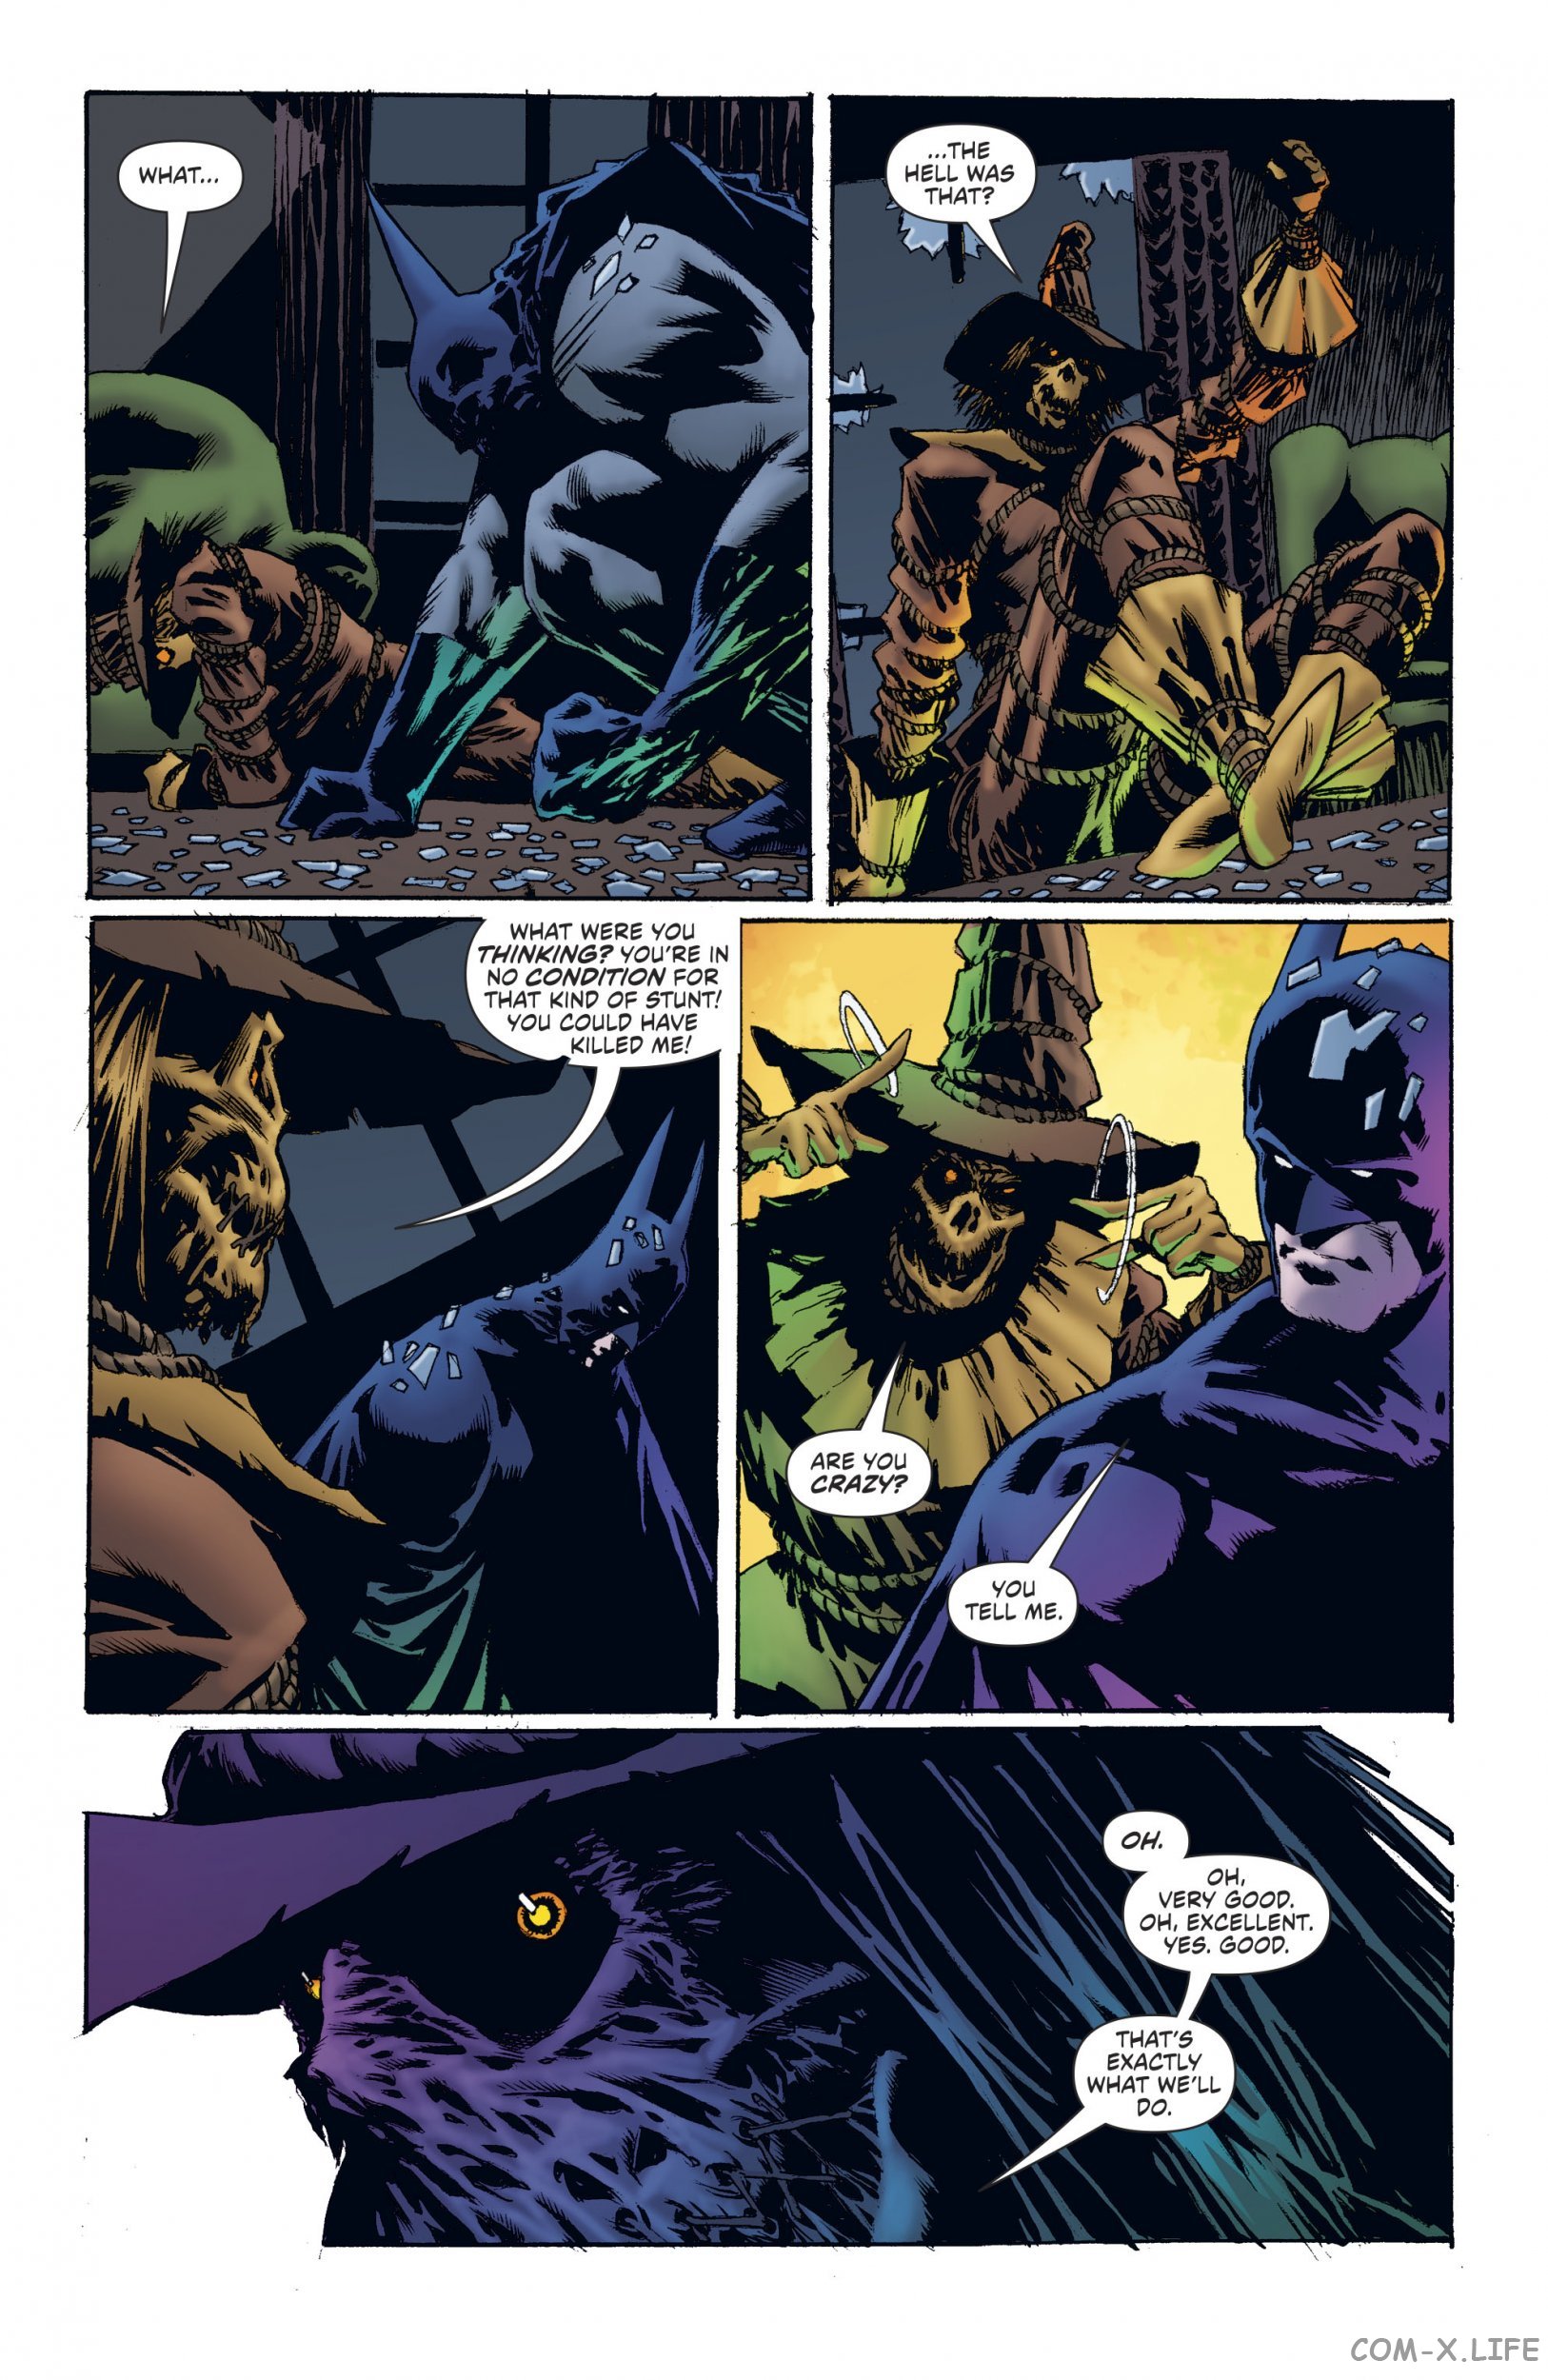 WHAT...
...THE
HELL WAS
THAT?
WHAT WERE YOU
THINKING? YOU'RE IN
NO CONDITION FOR
THAT KIND OF STUNT!
YOU COULD HAVE
KILLED ME!
ARE YOU
CRAZY?
YOU
TELL ME.
OH.
OH,
VERY GOOD.
OH, EXCELLENT.
YES. GOOD.
THAT'S
EXACTLY
WHAT WE'LL
DO.
COM-X.LIFE